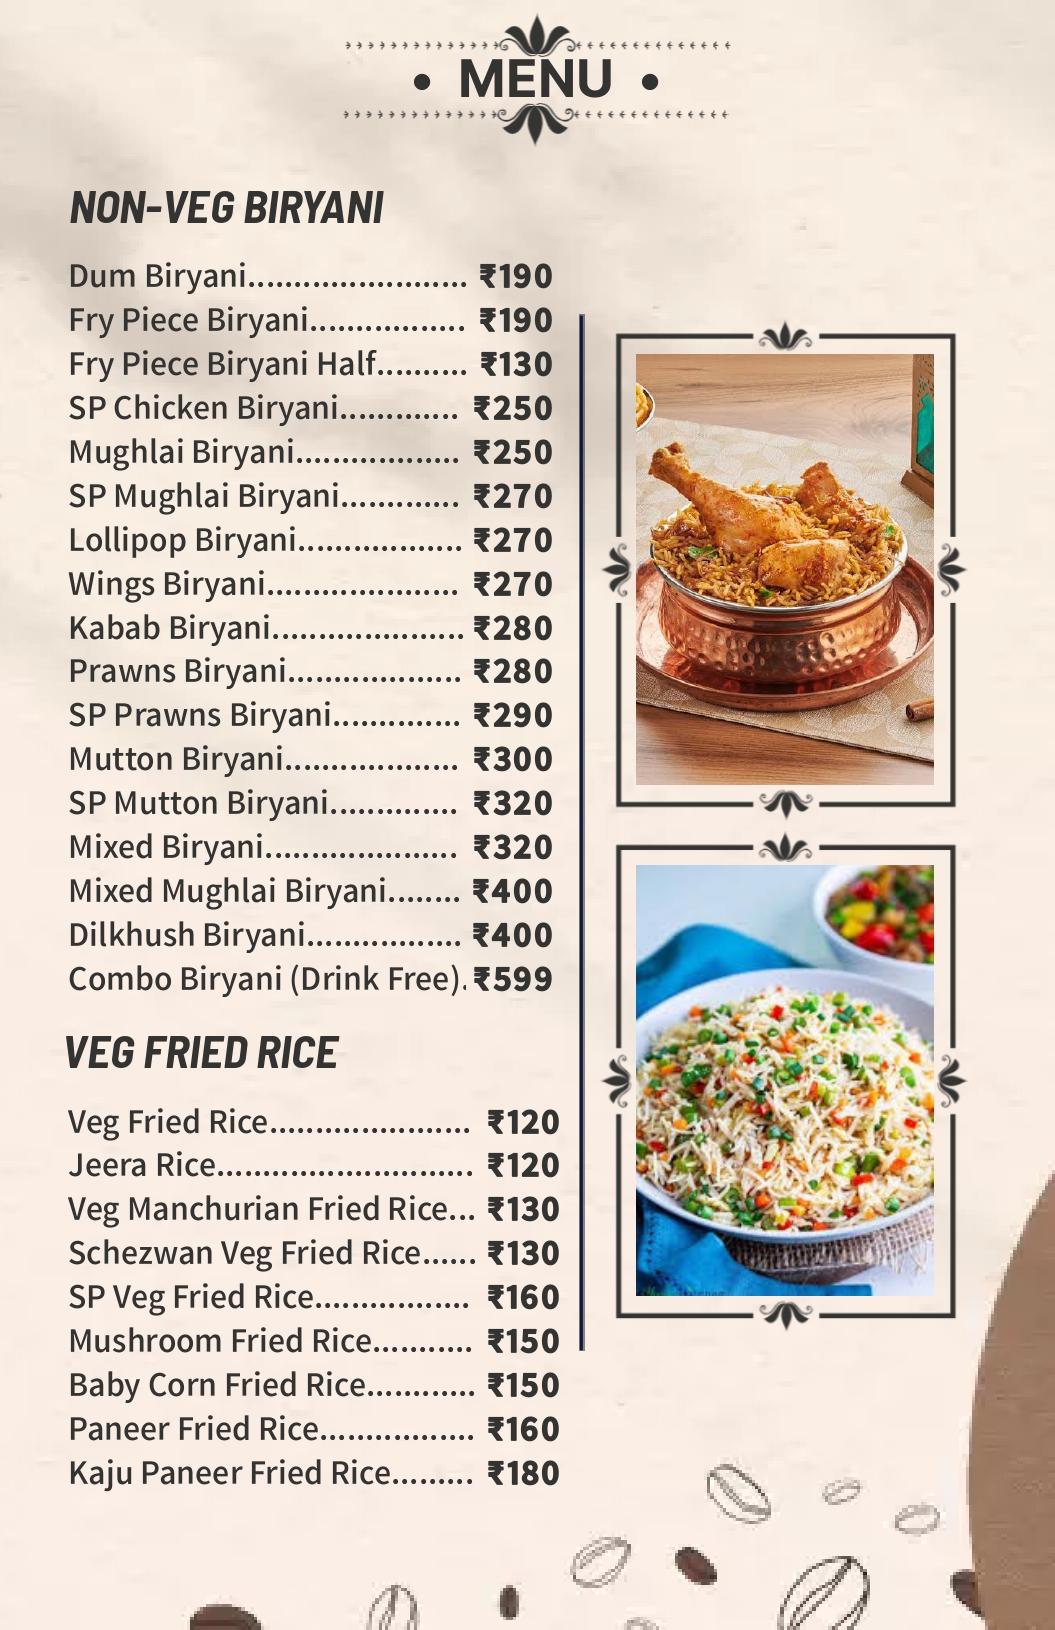 • MENU •
NON-VEG BIRYANI
Dum Biryani........................ ₹190
Fry Piece Biryani................. ₹190
Fry Piece Biryani Half.......... ₹130
SP Chicken Biryani............. ₹250
Mughlai Biryani.................. ₹250
SP Mughlai Biryani............. ₹270
Lollipop Biryani.................. ₹270
Wings Biryani..................... ₹270
Kabab Biryani..................... ₹280
Prawns Biryani................... ₹280
SP Prawns Biryani.............. ₹290
Mutton Biryani................... ₹300
SP Mutton Biryani.............. ₹320
Mixed Biryani..................... ₹320
Mixed Mughlai Biryani........ ₹400
Dilkhush Biryani................. ₹400
Combo Biryani (Drink Free). ₹599
VEG FRIED RICE
Veg Fried Rice...................... ₹120
Jeera Rice............................ ₹120
Veg Manchurian Fried Rice... ₹130
Schezwan Veg Fried Rice...... ₹130
SP Veg Fried Rice................. ₹160
Mushroom Fried Rice........... ₹150
Baby Corn Fried Rice............ ₹150
Paneer Fried Rice................. ₹160
Kaju Paneer Fried Rice......... ₹180